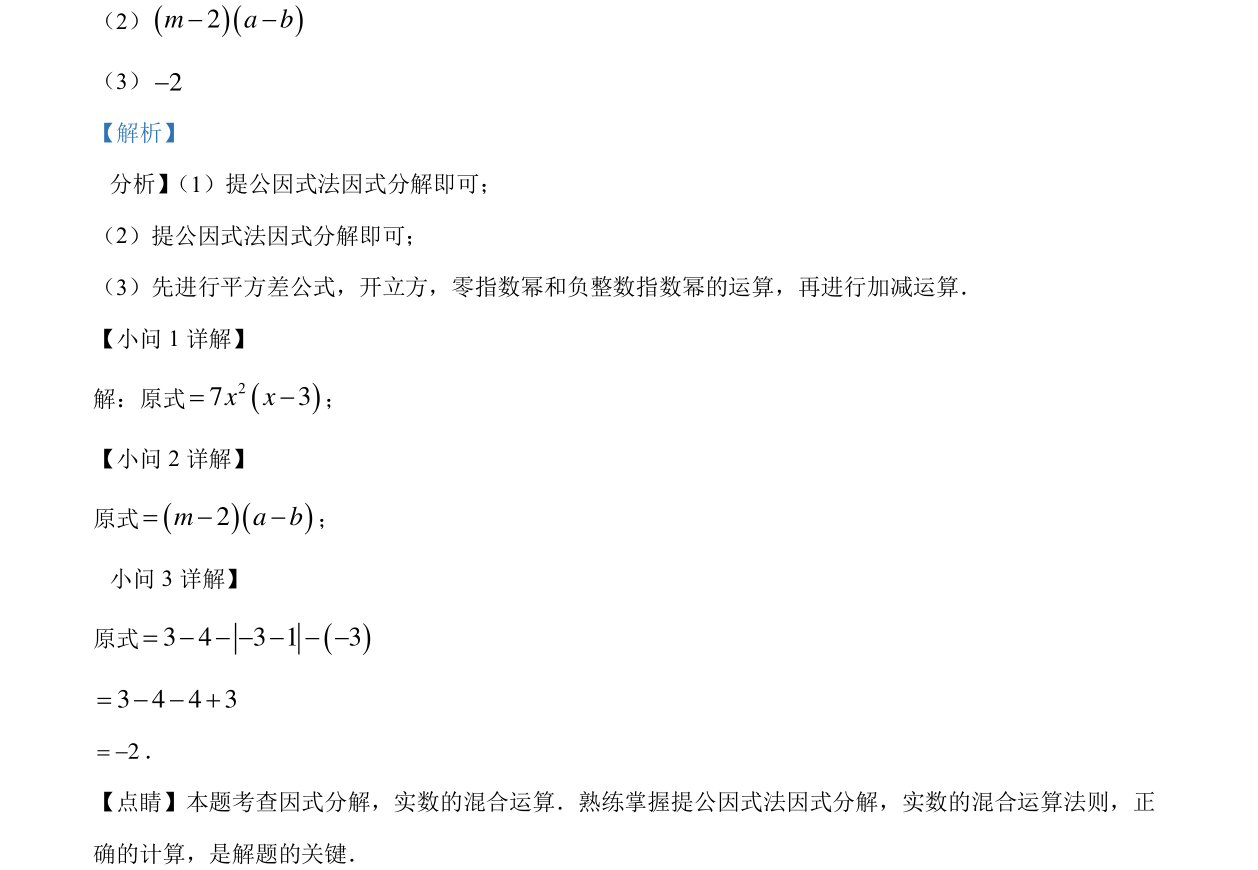 （2）(m−2)(a−b)
（3）−2
【解析】
分析】（1）提公因式法因式分解即可；
（2）提公因式法因式分解即可；
（3）先进行平方差公式，开立方，零指数幂和负整数指数幂的运算，再进行加减运算．
【小问 1 详解】
解：原式=7x²(x−3)；
【小问 2 详解】
原式=(m−2)(a−b)；
小问 3 详解】
原式=3−4−|−3−1|−(−3)
=3−4−4+3
=−2．
【点睛】本题考查因式分解，实数的混合运算．熟练掌握提公因式法因式分解，实数的混合运算法则，正
确的计算，是解题的关键．